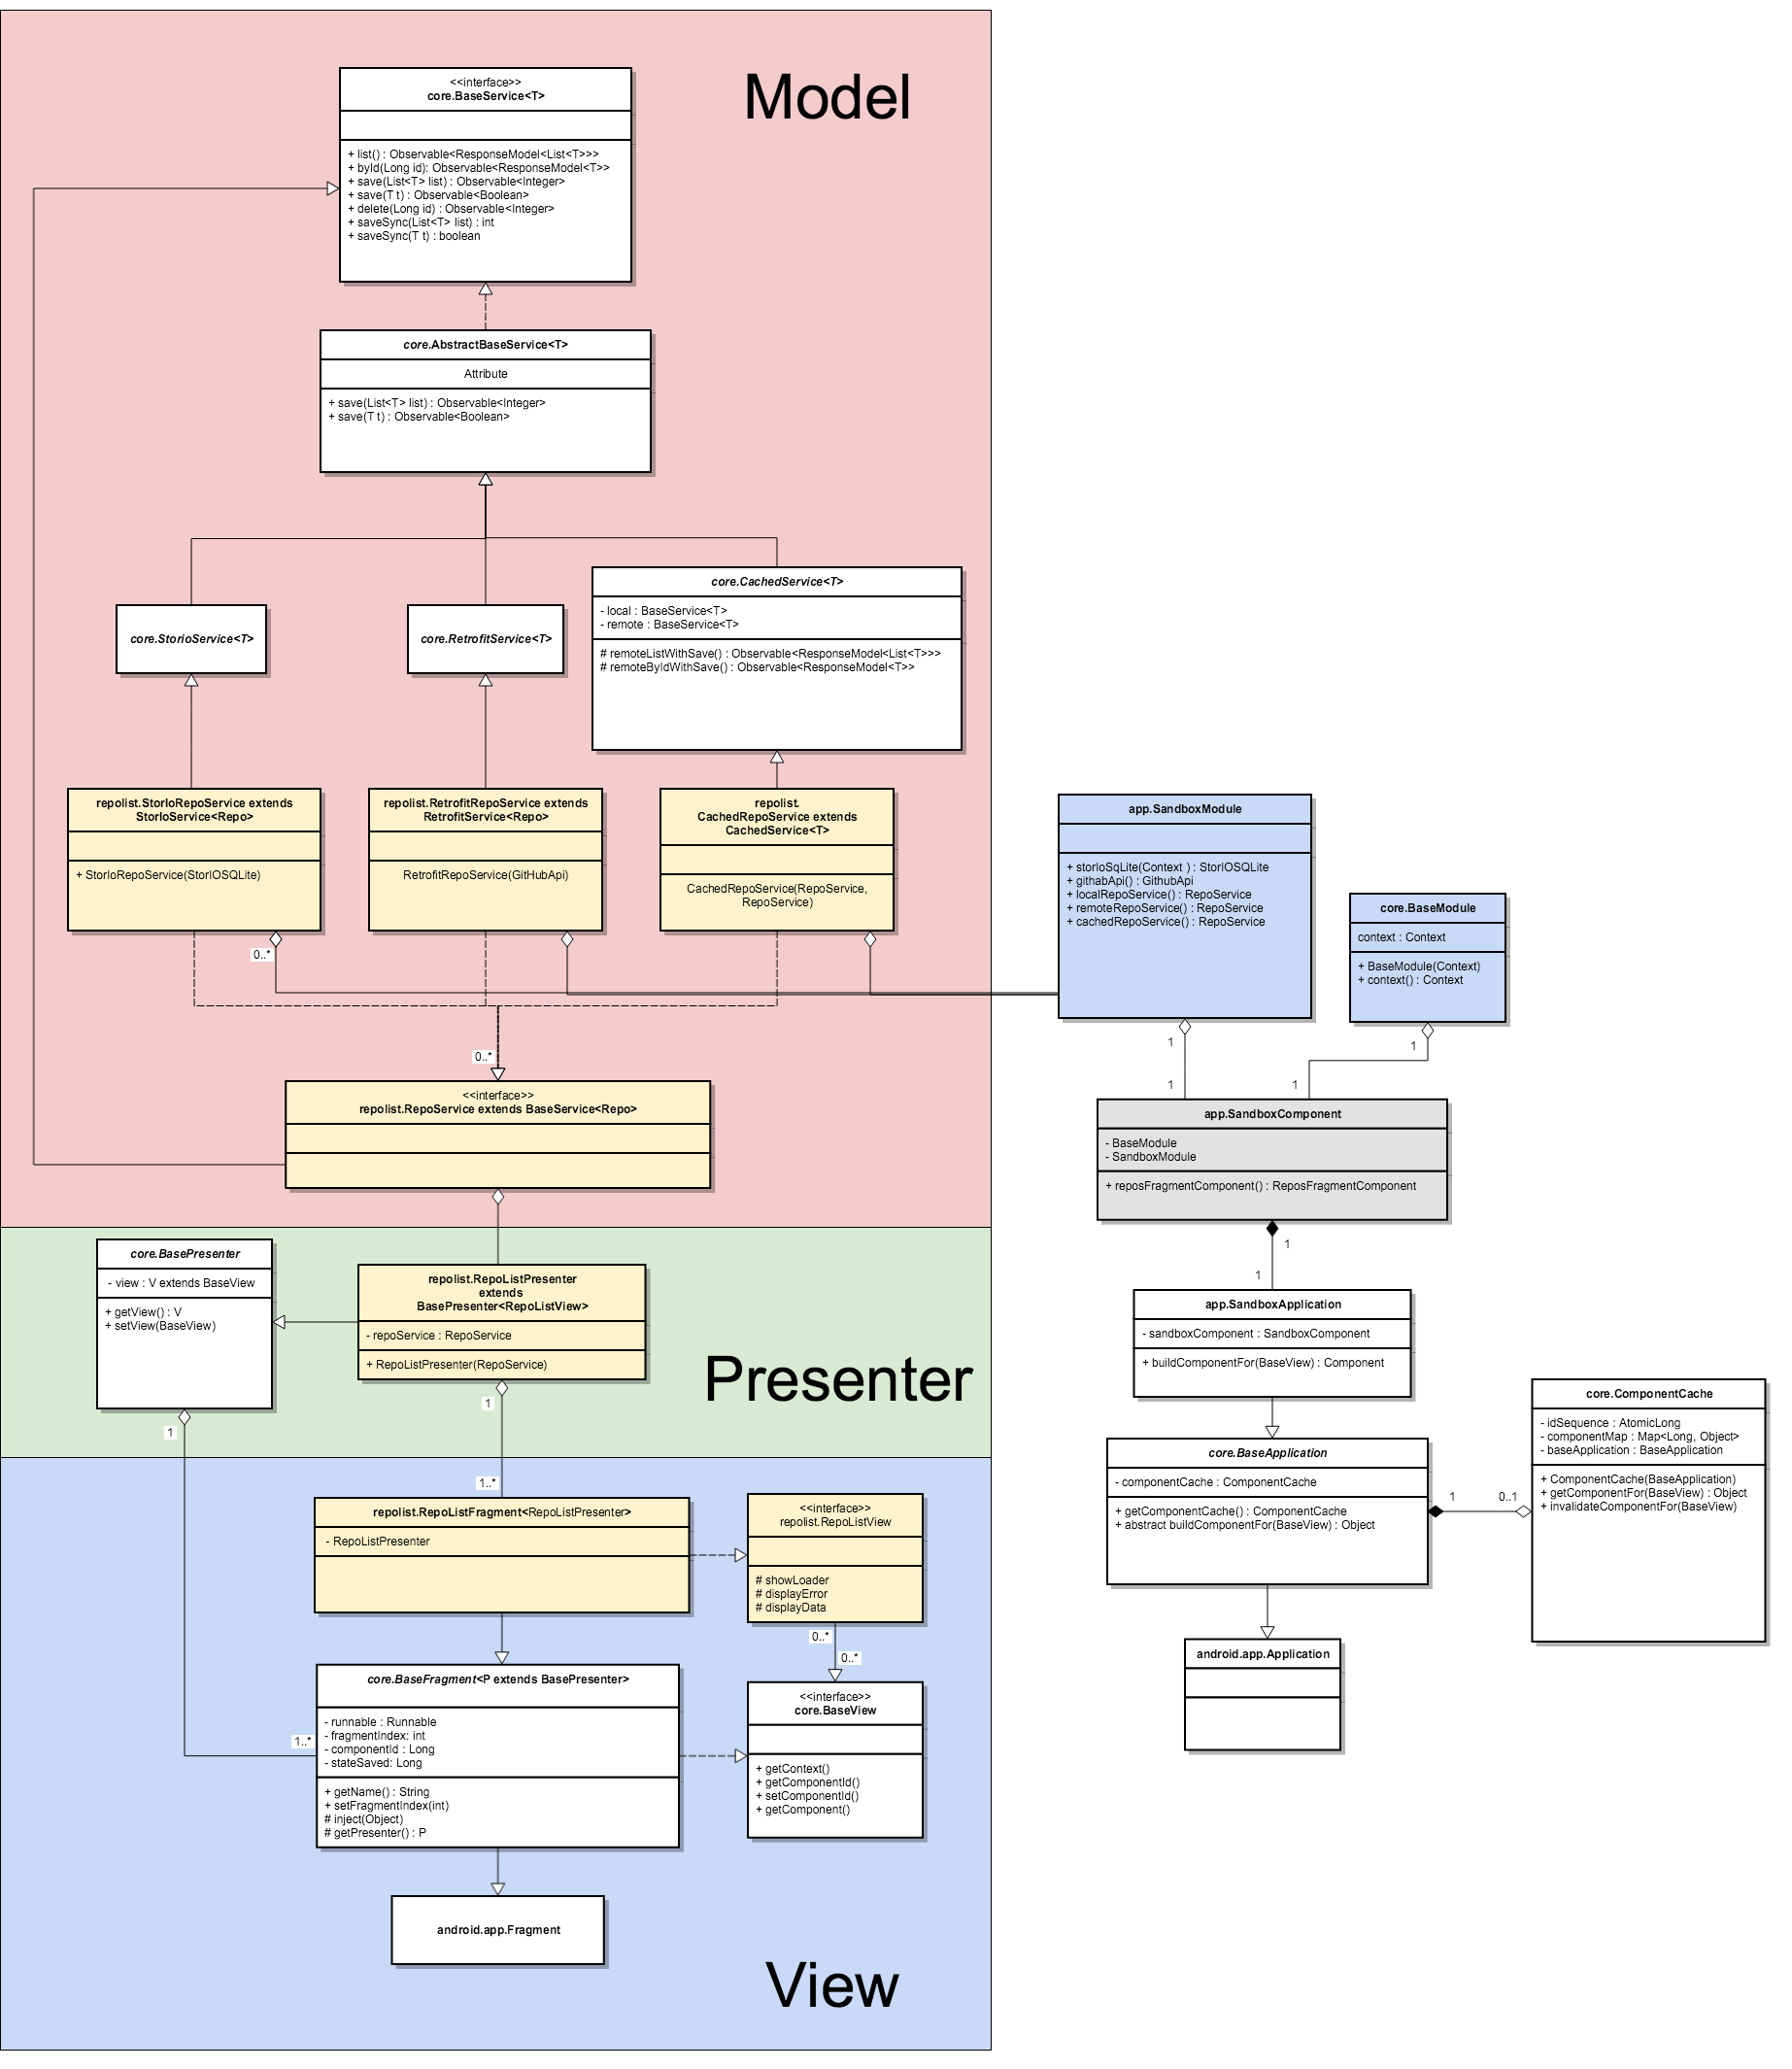 Model
<<interface>>
core.BaseService<T>
+ list() : Observable<ResponseModel<List<T>>>
+ byId(Long id): Observable<ResponseModel<T>>
+ save(List<T> list) : Observable<Integer>
+ save(T t) : Observable<Boolean>
+ delete(Long id) : Observable<Integer>
+ saveSync(List<T> list) : int
+ saveSync(T t) : boolean
core.AbstractBaseService<T>
Attribute
+ save(List<T> list) : Observable<Integer>
+ save(T t) : Observable<Boolean>
core.StorioService<T>
core.RetrofitService<T>
core.CachedService<T>
- local : BaseService<T>
- remote : BaseService<T>
# remoteListWithSave() : Observable<ResponseModel<List<T>>>
# remoteByIdWithSave() : Observable<ResponseModel<T>>
repolist.StorIoRepoService extends
StorIoService<Repo>
+ StorIoRepoService(StorIOSQLite)
0..*
repolist.RetrofitRepoService extends
RetrofitService<Repo>
RetrofitRepoService(GitHubApi)
repolist.
CachedRepoService extends
CachedService<T>
CachedRepoService(RepoService,
RepoService)
app.SandboxModule
+ storIoSqLite(Context ) : StorIOSQLite
+ githabApi() : GithubApi
+ localRepoService() : RepoService
+ remoteRepoService() : RepoService
+ cachedRepoService() : RepoService
core.BaseModule
context : Context
+ BaseModule(Context)
+ context() : Context
1
1
1
1
0..*
<<interface>>
repolist.RepoService extends BaseService<Repo>
app.SandboxComponent
- BaseModule
- SandboxModule
+ reposFragmentComponent() : ReposFragmentComponent
1
1
Presenter
core.BasePresenter
- view : V extends BaseView
+ getView() : V
+ setView(BaseView)
1
repolist.RepoListPresenter
extends
BasePresenter<RepoListView>
- repoService : RepoService
+ RepoListPresenter(RepoService)
1
1..*
app.SandboxApplication
- sandboxComponent : SandboxComponent
+ buildComponentFor(BaseView) : Component
core.BaseApplication
- componentCache : ComponentCache
+ getComponentCache() : ComponentCache
+ abstract buildComponentFor(BaseView) : Object
1
0..1
core.ComponentCache
- idSequence : AtomicLong
- componentMap : Map<Long, Object>
- baseApplication : BaseApplication
+ ComponentCache(BaseApplication)
+ getComponentFor(BaseView) : Object
+ invalidateComponentFor(BaseView)
android.app.Application
repolist.RepoListFragment<RepoListPresenter>
- RepoListPresenter
<<interface>>
repolist.RepoListView
# showLoader
# displayError
# displayData
0..*
0..*
core.BaseFragment<P extends BasePresenter>
- runnable : Runnable
- fragmentIndex: int
- componentId : Long
- stateSaved: Long
+ getName() : String
+ setFragmentIndex(int)
# inject(Object)
# getPresenter() : P
1..*
<<interface>>
core.BaseView
+ getContext()
+ getComponentId()
+ setComponentId()
+ getComponent()
android.app.Fragment
View